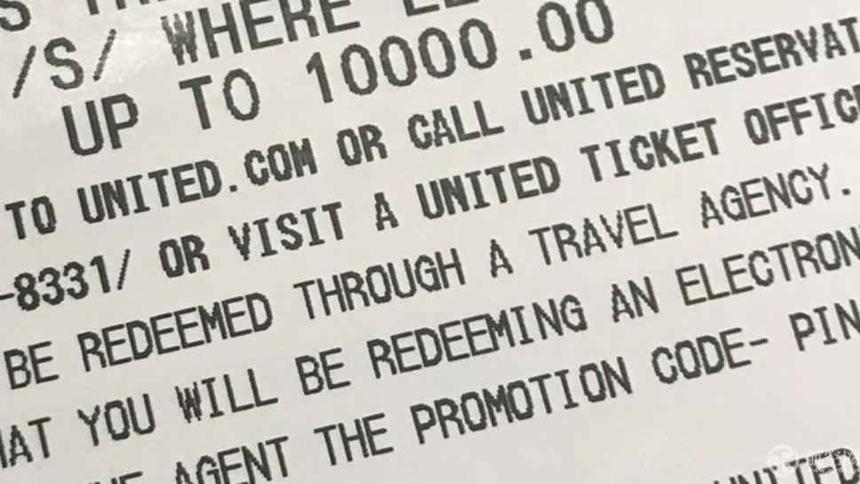 /S/ WHERE
UP TO 10000.00
TO UNITED.COM OR CALL UNITED RESERVAT
-8331/ OR VISIT A UNITED TICKET OFFIC
BE REDEEMED THROUGH A TRAVEL AGENCY.
AT YOU WILL BE REDEEMING AN ELECTRON
AGENT THE PROMOTION CODE- PIN
UNITED